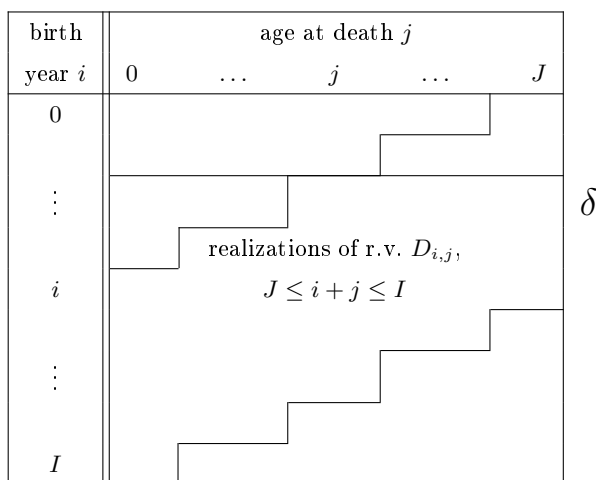 birth age at death j
year i 0 ... j ... J
0
⋮ δ
realizations of r.v. D_{i,j},
i J ≤ i + j ≤ I
⋮
I